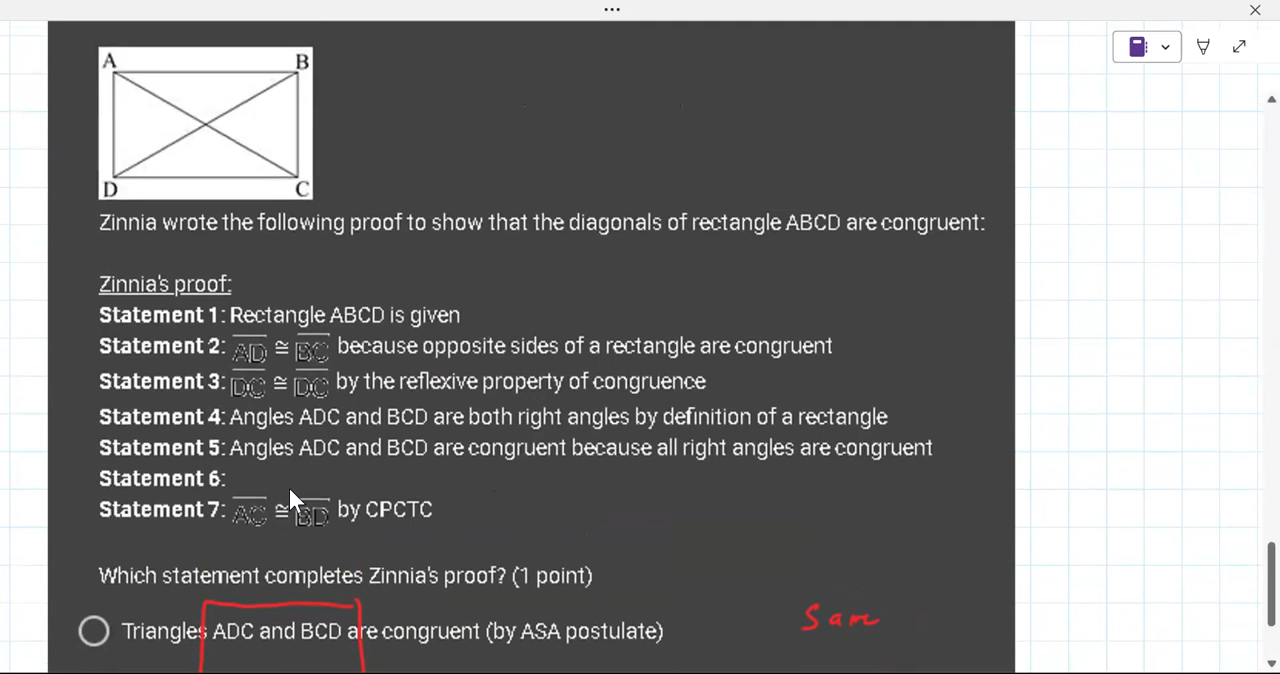 A B
D C
Zinnia wrote the following proof to show that the diagonals of rectangle ABCD are congruent:
Zinnia's proof:
Statement 1: Rectangle ABCD is given
Statement 2: AD ≅ BC because opposite sides of a rectangle are congruent
Statement 3: DC ≅ DC by the reflexive property of congruence
Statement 4: Angles ADC and BCD are both right angles by definition of a rectangle
Statement 5: Angles ADC and BCD are congruent because all right angles are congruent
Statement 6:
Statement 7: AC ≅ BD by CPCTC
Which statement completes Zinnia's proof? (1 point)
Triangles ADC and BCD are congruent (by ASA postulate)